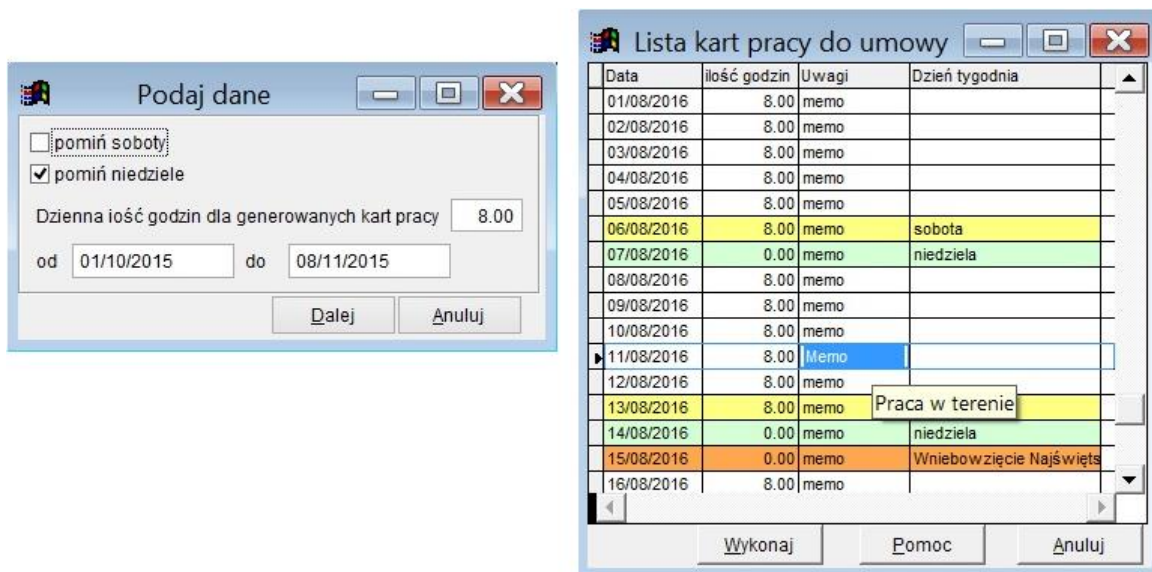 Podaj dane
pomiń soboty
pomiń niedziele
Dzienna iość godzin dla generowanych kart pracy 8.00
od 01/10/2015 do 08/11/2015
Dalej Anuluj
Lista kart pracy do umowy
Data ilość godzin Uwagi Dzień tygodnia
01/08/2016 8.00 memo
02/08/2016 8.00 memo
03/08/2016 8.00 memo
04/08/2016 8.00 memo
05/08/2016 8.00 memo
06/08/2016 8.00 memo sobota
07/08/2016 0.00 memo niedziela
08/08/2016 8.00 memo
09/08/2016 8.00 memo
10/08/2016 8.00 memo
11/08/2016 8.00 Memo
12/08/2016 8.00 memo
13/08/2016 8.00 memo Praca w terenie
14/08/2016 0.00 memo niedziela
15/08/2016 0.00 memo Wniebowzięcie Najświęts
16/08/2016 8.00 memo
Wykonaj Pomoc Anuluj